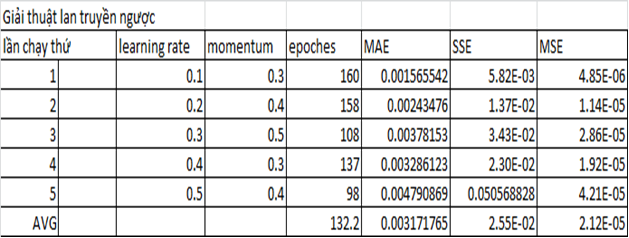 Giải thuật lan truyền ngược
lần chạy thứ learning rate momentum epoches MAE SSE MSE
1 0.1 0.3 160 0.001565542 5.82E-03 4.85E-06
2 0.2 0.4 158 0.00243476 1.37E-02 1.14E-05
3 0.3 0.5 108 0.00378153 3.43E-02 2.86E-05
4 0.4 0.3 137 0.003286123 2.30E-02 1.92E-05
5 0.5 0.4 98 0.004790869 0.050568828 4.21E-05
AVG 132.2 0.003171765 2.55E-02 2.12E-05